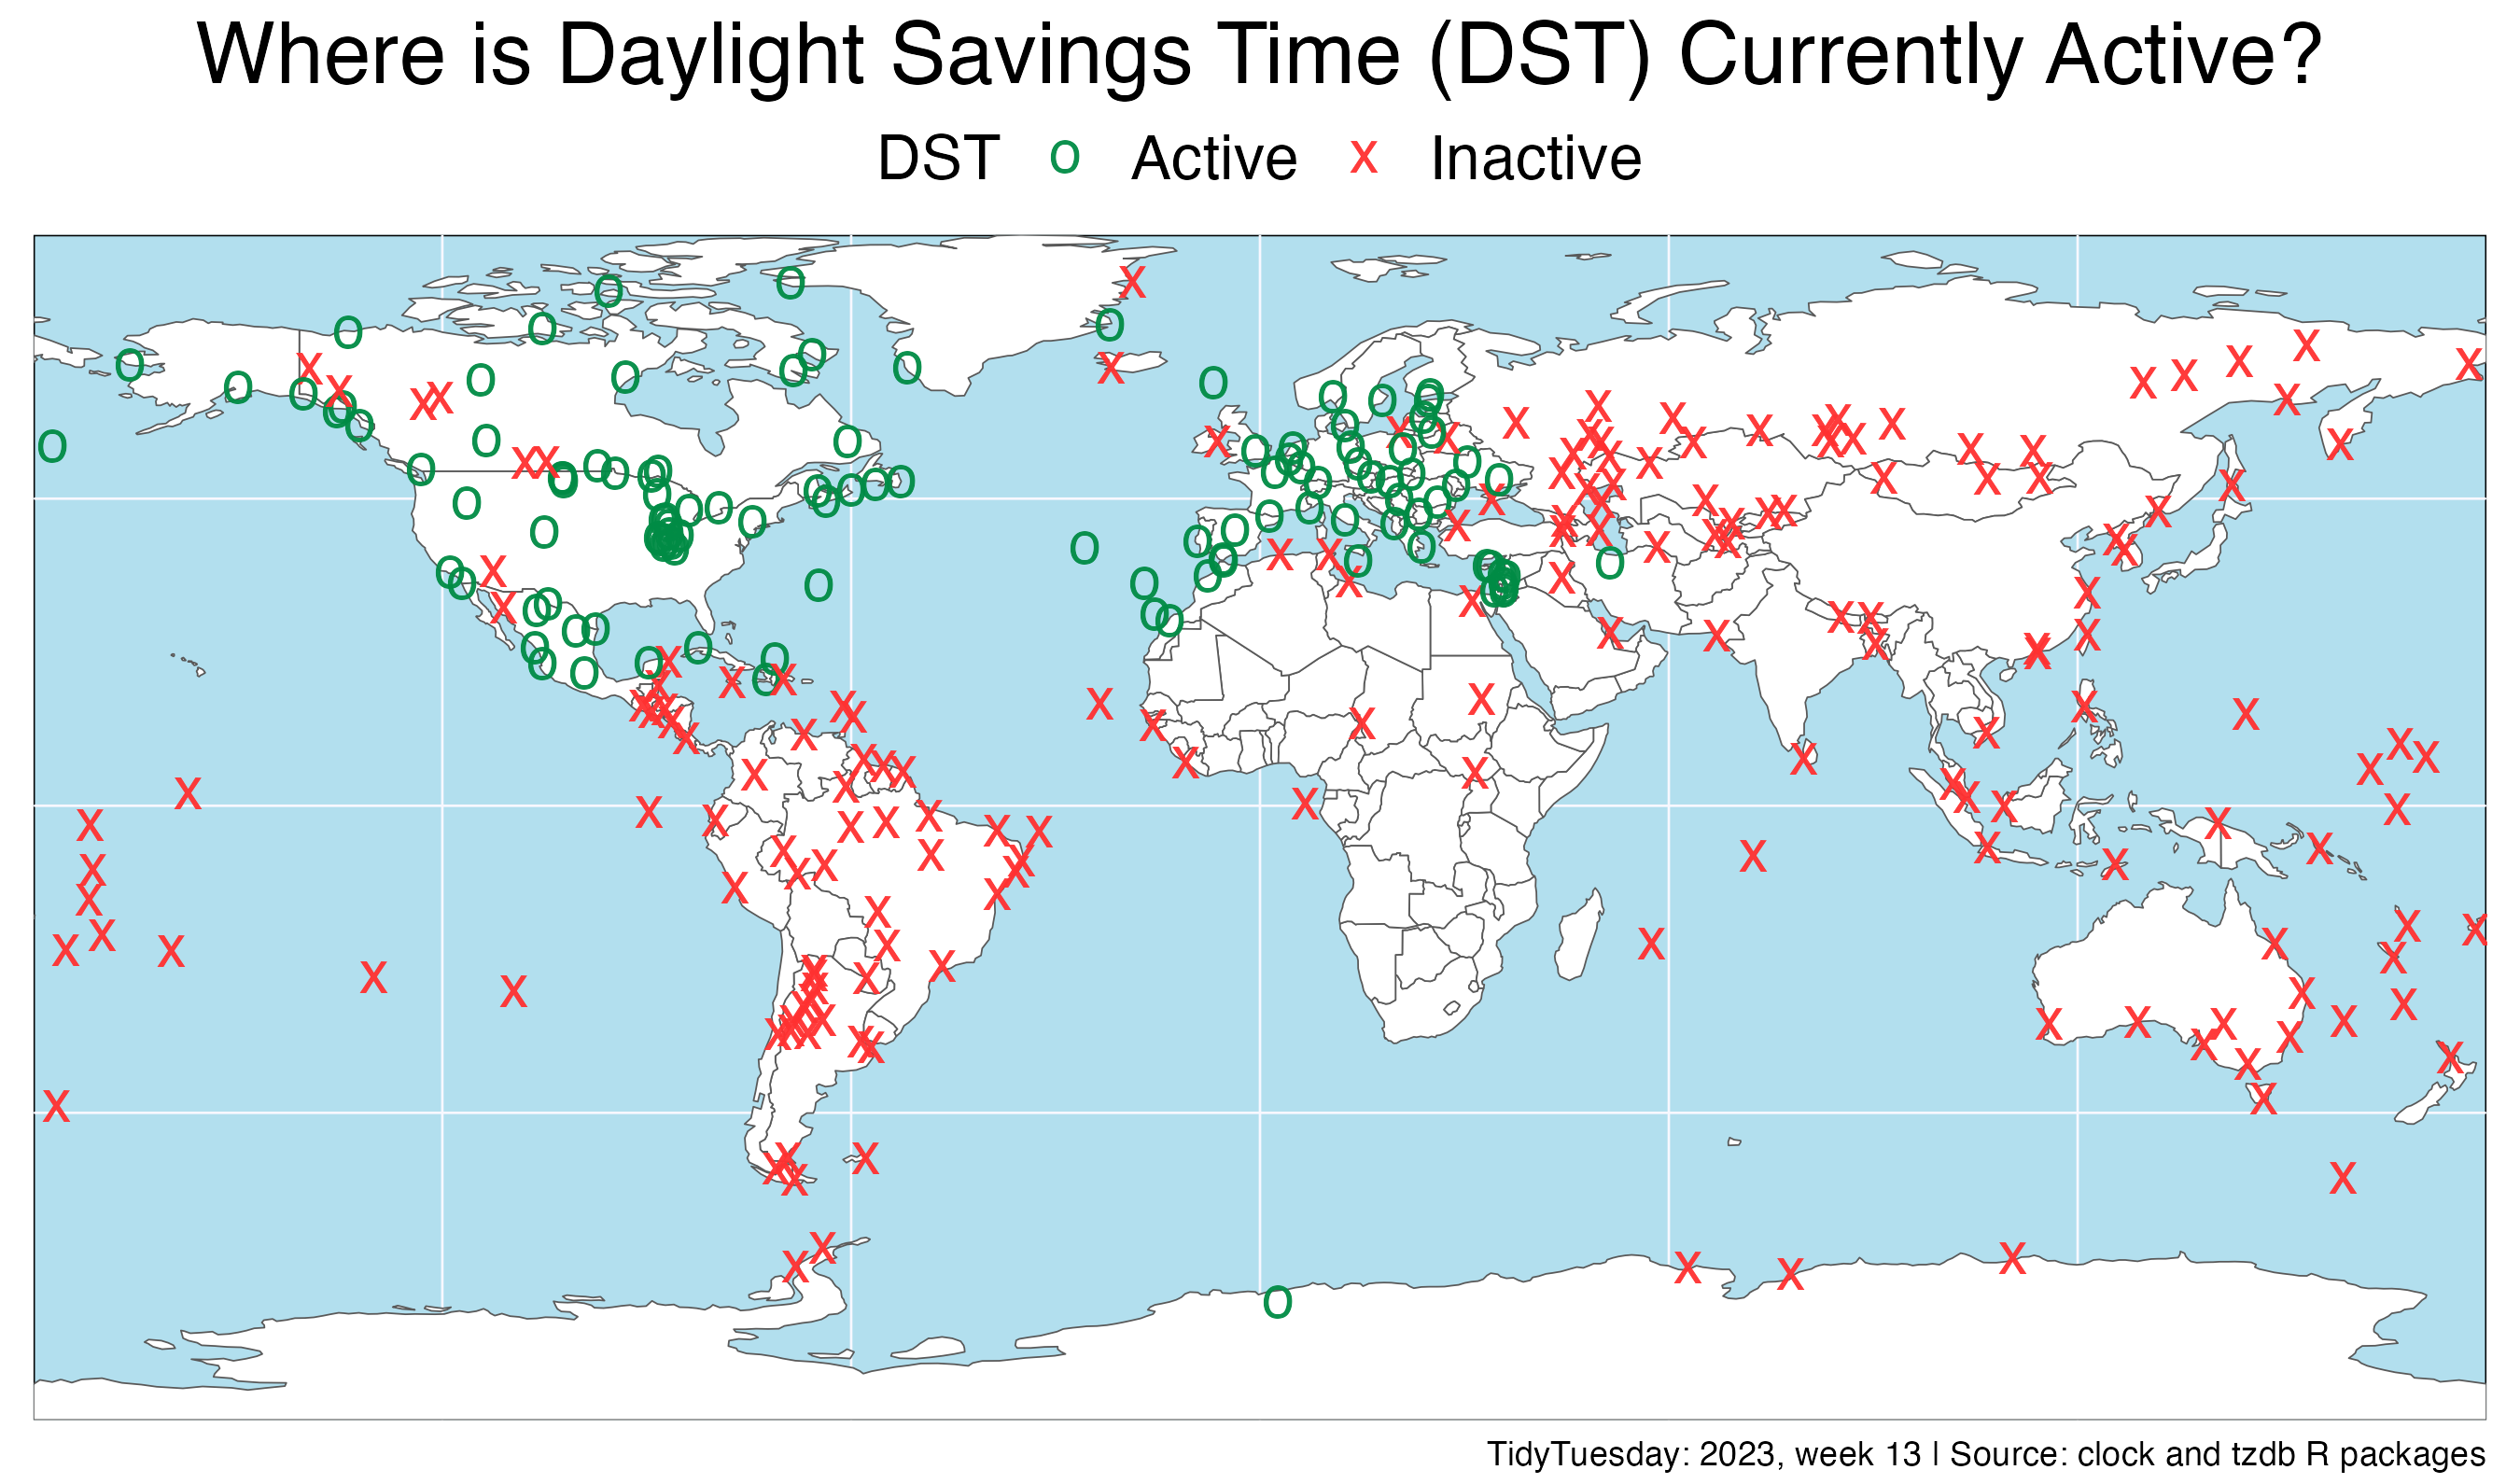 Where is Daylight Savings Time (DST) Currently Active?
DST o Active x Inactive
TidyTuesday: 2023, week 13 | Source: clock and tzdb R packages